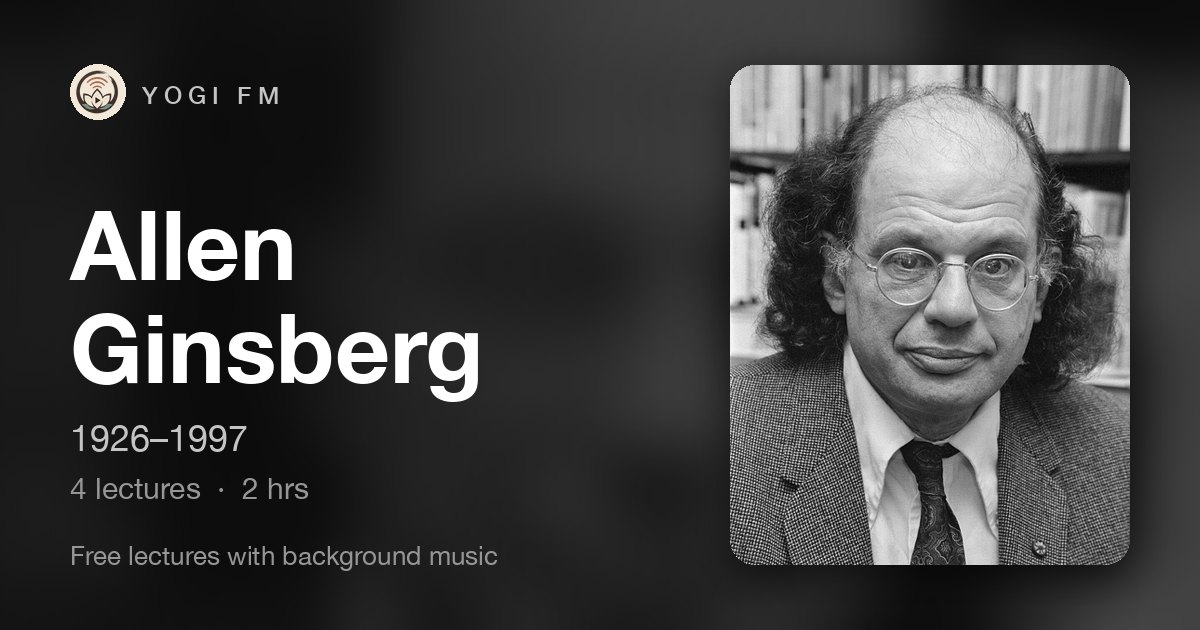 YOGI FM
Allen
Ginsberg
1926–1997
4 lectures · 2 hrs
Free lectures with background music